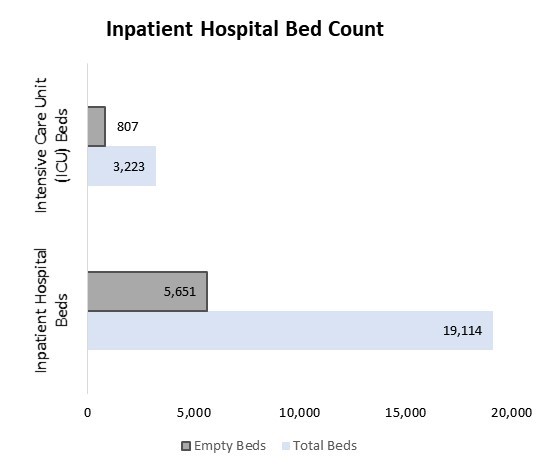 Inpatient Hospital Bed Count
Intensive Care Unit
(ICU) Beds
807
3,223
Inpatient Hospital
Beds
5,651
19,114
0 5,000 10,000 15,000 20,000
Empty Beds Total Beds